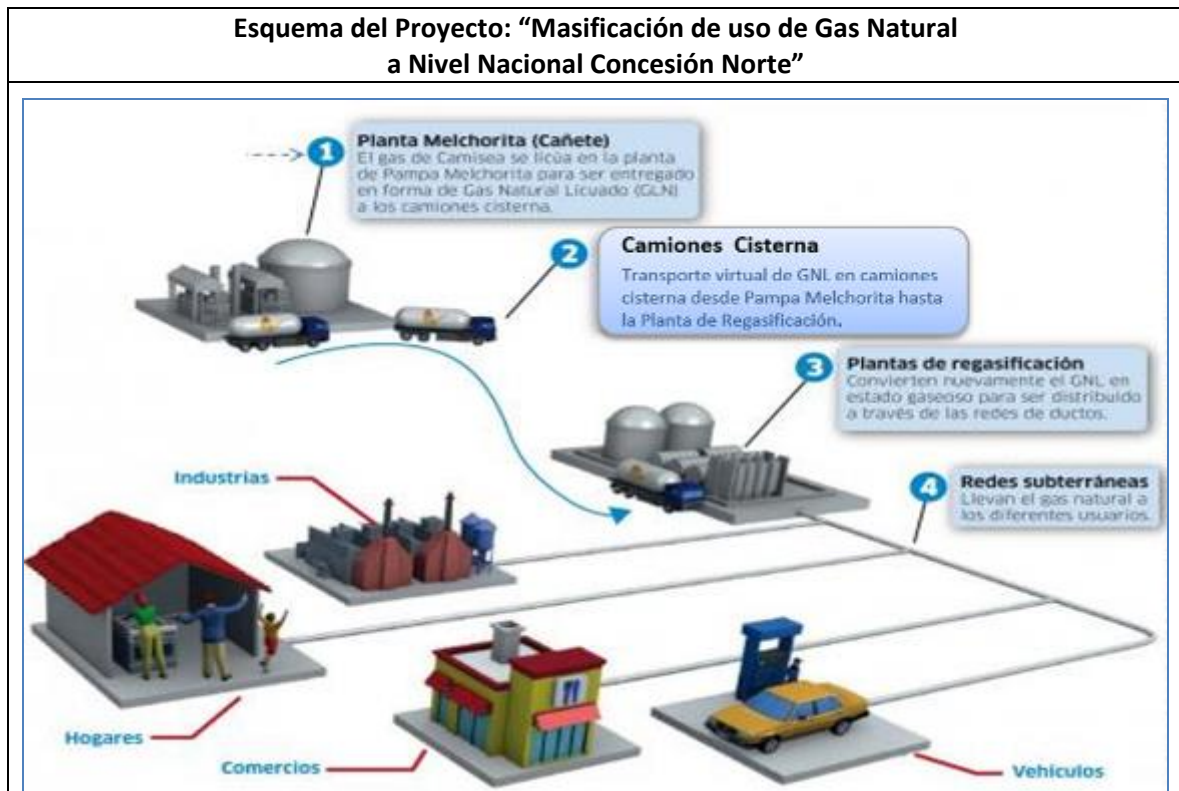 Esquema del Proyecto: “Masificación de uso de Gas Natural
a Nivel Nacional Concesión Norte”
1
Planta Melchorita (Cañete)
El gas de Camisea se licúa en la planta
de Pampa Melchorita para ser entregado
en forma de Gas Natural Licuado (GLN)
a los camiones cisterna.
2
Camiones Cisterna
Transporte virtual de GNL en camiones
cisterna desde Pampa Melchorita hasta
la Planta de Regasificación.
3
Plantas de regasificación
Convierten nuevamente el GNL en
estado gaseoso para ser distribuido
a través de las redes de ductos.
4
Redes subterráneas
Llevan el gas natural a
los diferentes usuarios.
Industrias
Hogares
Comercios
Vehículos